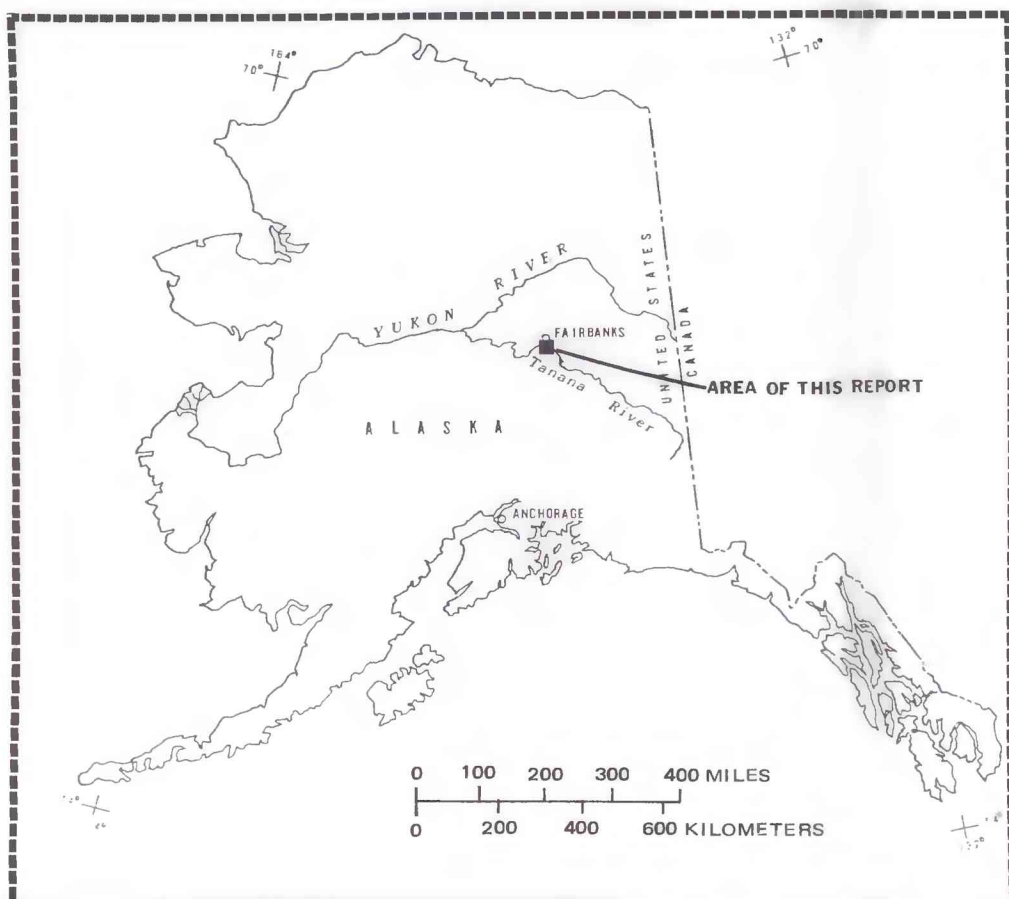 164°
70°
132°
70°
YUKON RIVER
FAIRBANKS
UNITED STATES
CANADA
Tanana River
AREA OF THIS REPORT
ALASKA
ANCHORAGE
0 100 200 300 400 MILES
0 200 400 600 KILOMETERS